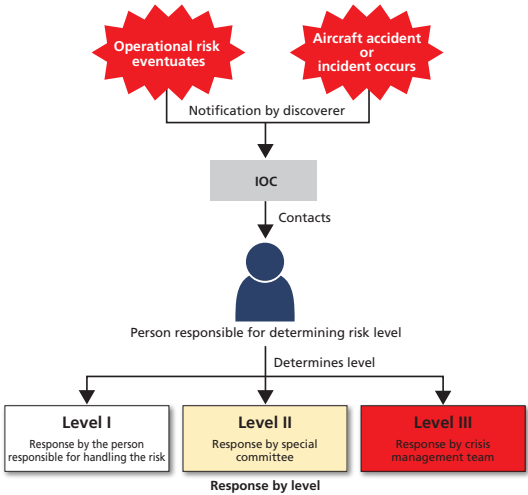 Operational risk
eventuates
Aircraft accident
or
incident occurs
Notification by discoverer
IOC
Contacts
Person responsible for determining risk level
Determines level
Level I
Response by the person
responsible for handling the risk
Level II
Response by special
committee
Level III
Response by crisis
management team
Response by level